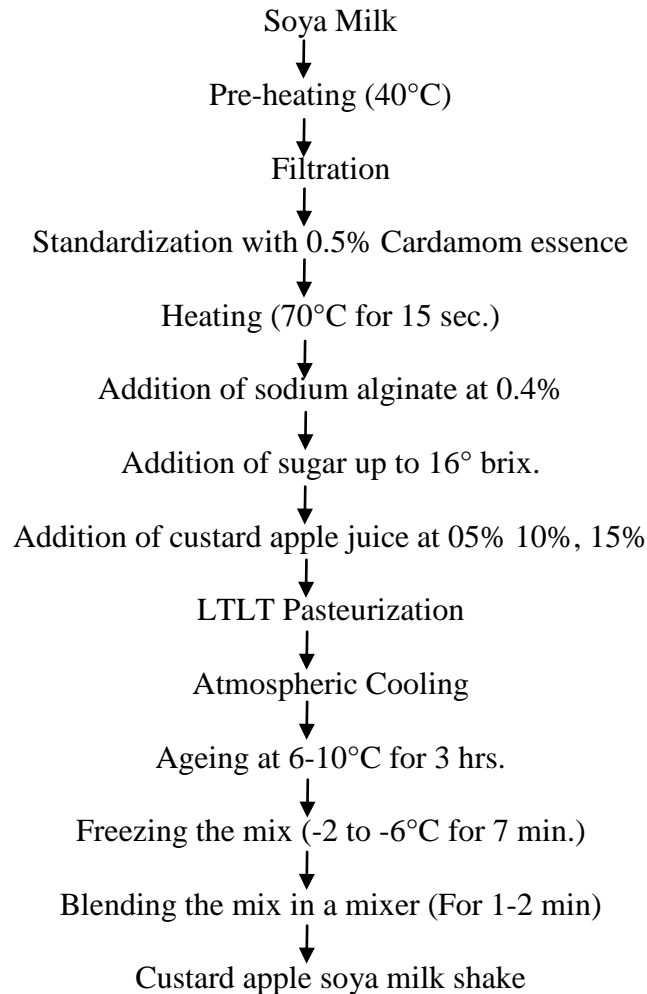 Soya Milk
Pre-heating (40°C)
Filtration
Standardization with 0.5% Cardamom essence
Heating (70°C for 15 sec.)
Addition of sodium alginate at 0.4%
Addition of sugar up to 16° brix.
Addition of custard apple juice at 05% 10%, 15%
LTLT Pasteurization
Atmospheric Cooling
Ageing at 6-10°C for 3 hrs.
Freezing the mix (-2 to -6°C for 7 min.)
Blending the mix in a mixer (For 1-2 min)
Custard apple soya milk shake